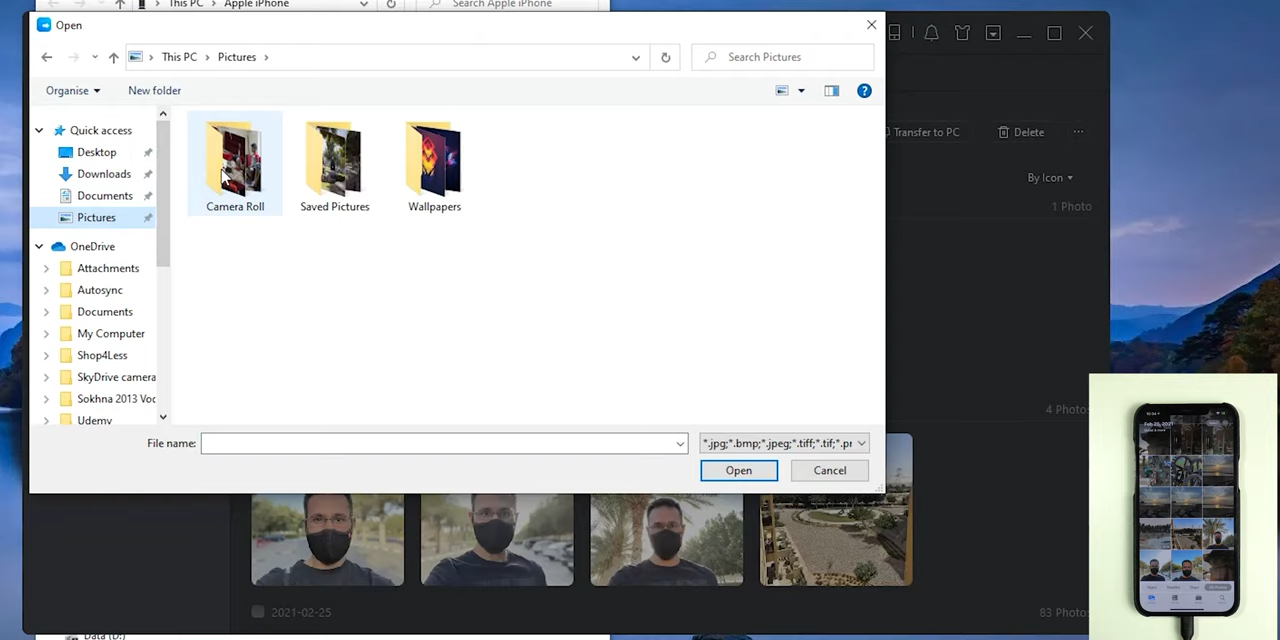 This PC
Apple iPhone
Search Apple iPhone
Open
This PC
Pictures
Search Pictures
Organise
New folder
Transfer to PC
Delete
By Icon
1 Photo
Quick access
Desktop
Downloads
Documents
Pictures
OneDrive
Attachments
Autosync
Documents
My Computer
Shop4Less
SkyDrive camera
Sokhna 2013 Voc
Udemy
Camera Roll
Saved Pictures
Wallpapers
4 Photos
File name:
*.jpg;*.bmp;*.jpeg;*.tiff;*.tif;*.pr
Open
Cancel
2021-02-25
83 Photos
Data (D:)